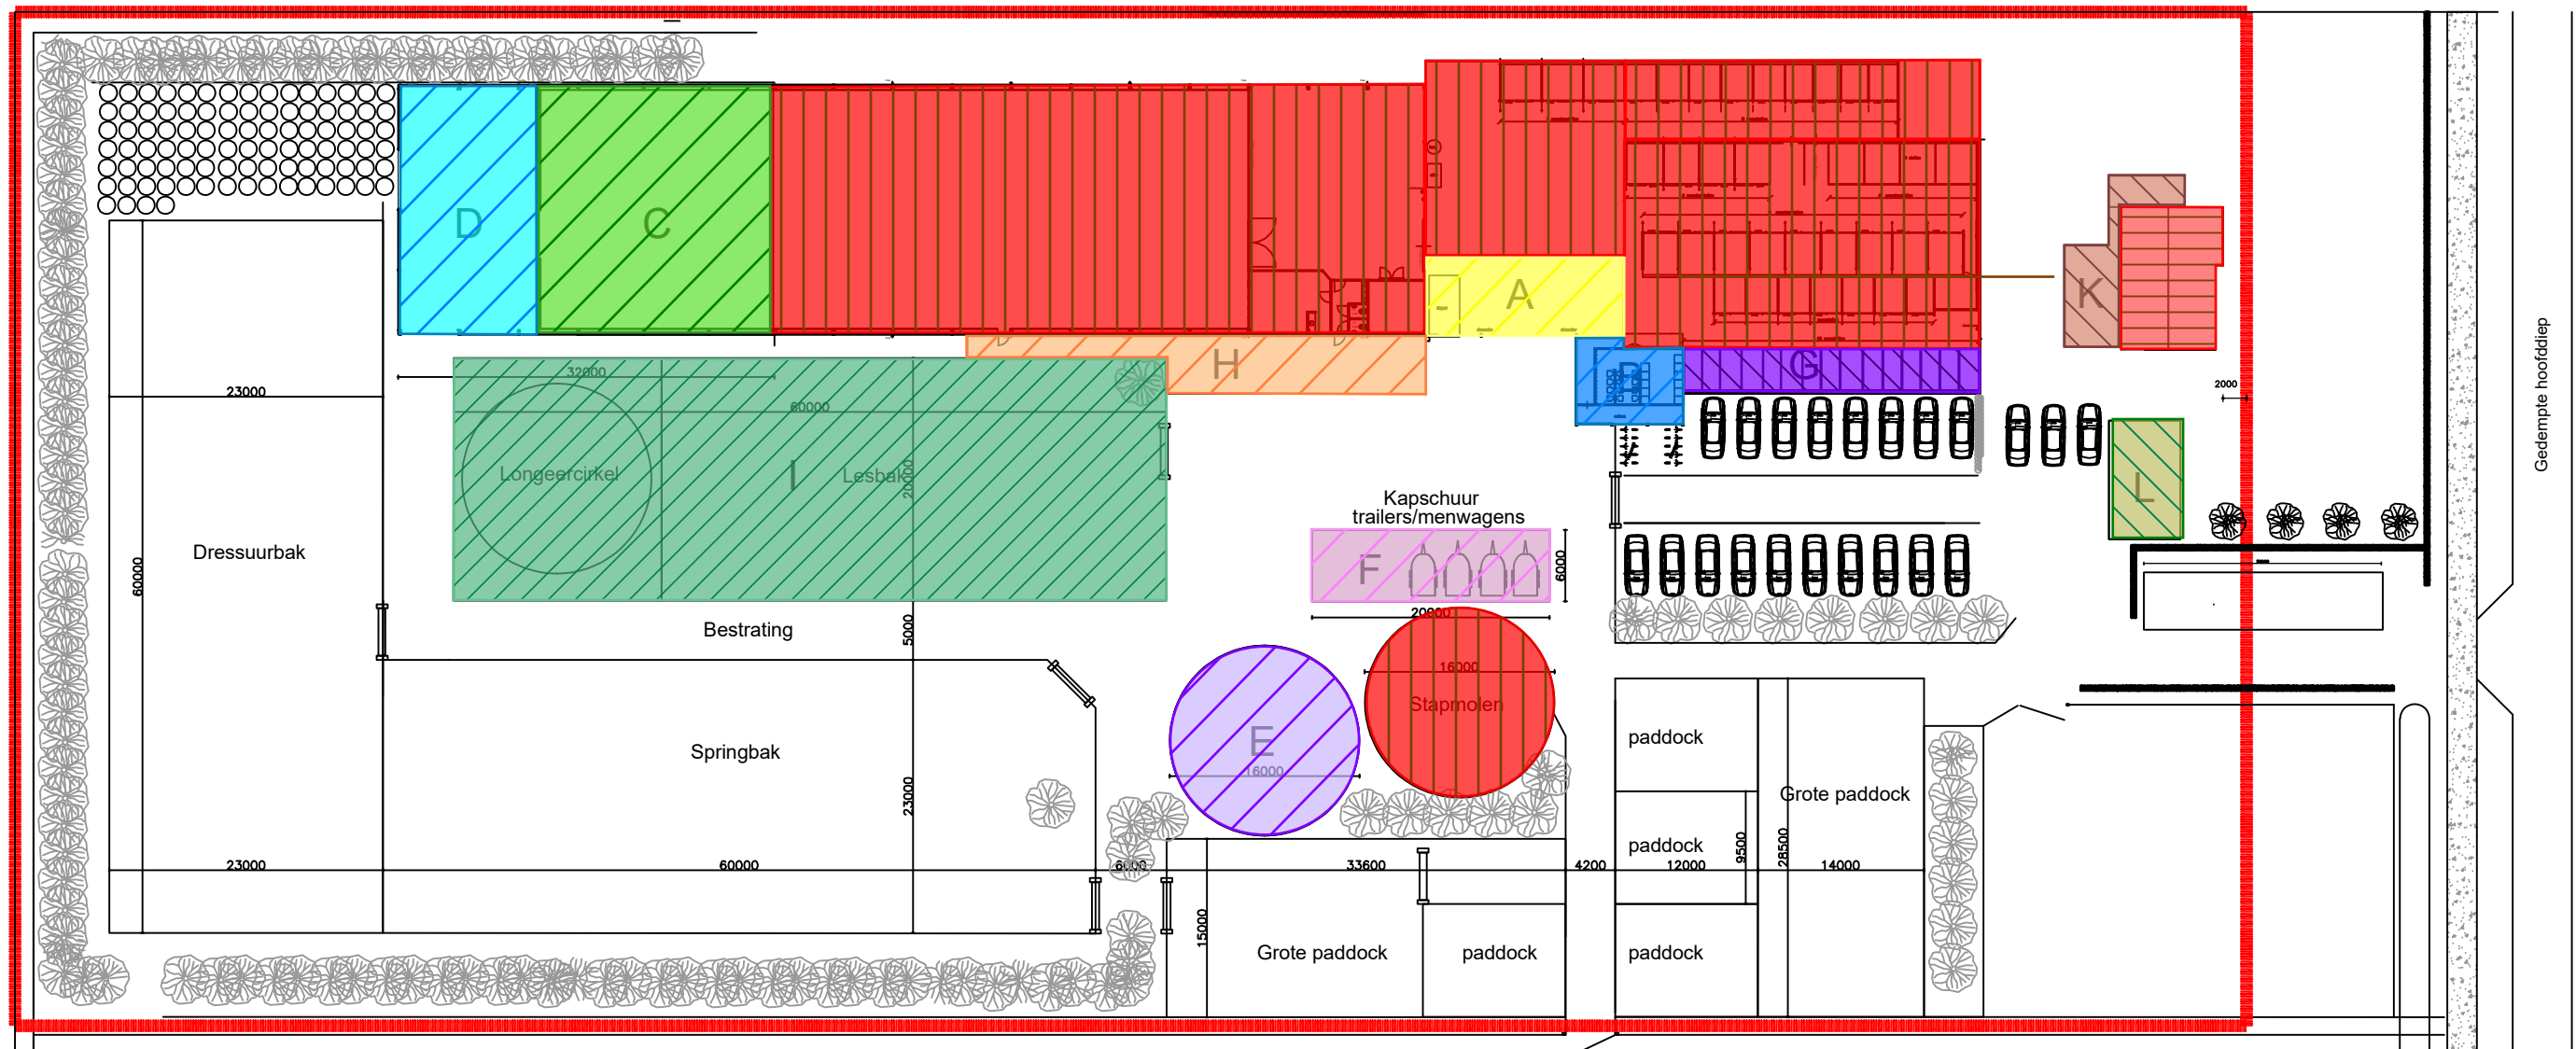 D
C
A
H
B
G
K
L
32000
60000
23000
2000
Gedempte hoofddiep
Longeercirkel
I
Lesbak
20000
Kapschuur
trailers/menwagens
F
6000
20000
Dressuurbak
60000
Bestrating
5000
16000
Stapmolen
E
16000
Springbak
23000
paddock
Grote paddock
paddock
9500
28500
23000
60000
6000
33600
4200
12000
14000
15000
Grote paddock
paddock
paddock